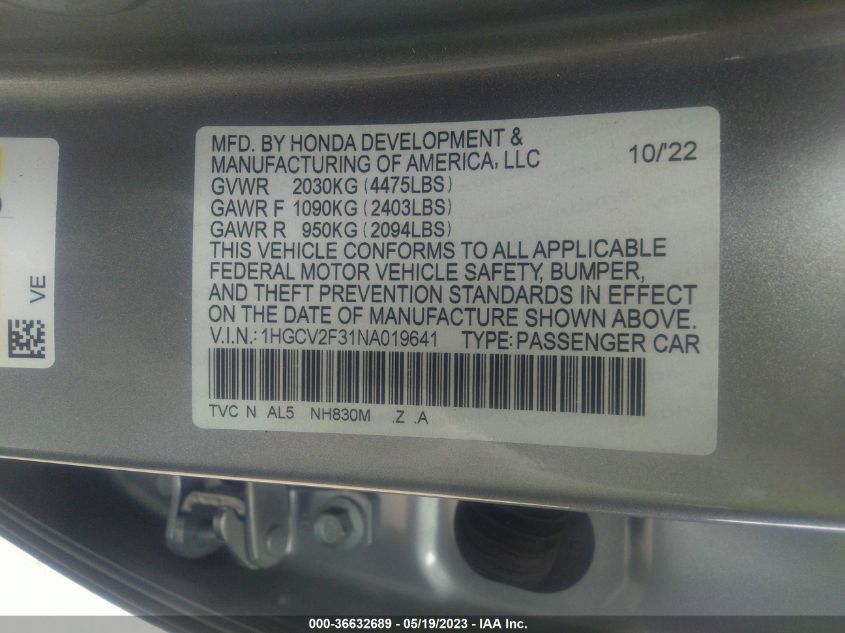 MFD. BY HONDA DEVELOPMENT &
MANUFACTURING OF AMERICA, LLC 10/'22
GVWR 2030KG (4475LBS)
GAWR F 1090KG (2403LBS)
GAWR R 950KG (2094LBS)
THIS VEHICLE CONFORMS TO ALL APPLICABLE
FEDERAL MOTOR VEHICLE SAFETY, BUMPER,
AND THEFT PREVENTION STANDARDS IN EFFECT
ON THE DATE OF MANUFACTURE SHOWN ABOVE.
V.I.N.: 1HGCV2F31NA019641 TYPE: PASSENGER CAR
TVC N AL5 NH830M .Z .A
VE
000-36632689 - 05/19/2023 - IAA Inc.